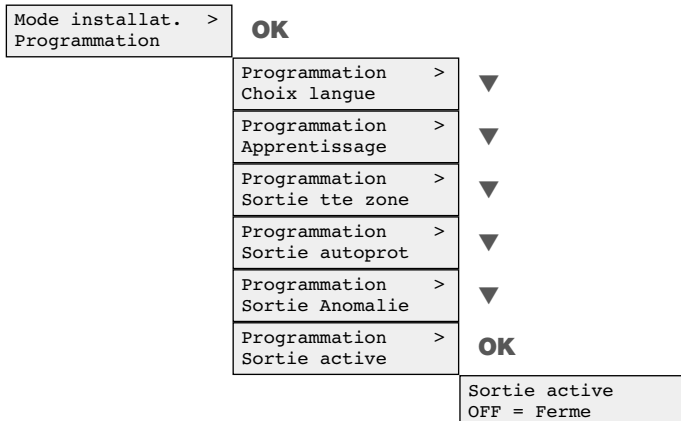 Mode installat. >
Programmation
OK
Programmation >
Choix langue
▼
Programmation >
Apprentissage
▼
Programmation >
Sortie tte zone
▼
Programmation >
Sortie autoprot
▼
Programmation >
Sortie Anomalie
▼
Programmation >
Sortie active
OK
Sortie active
OFF = Ferme